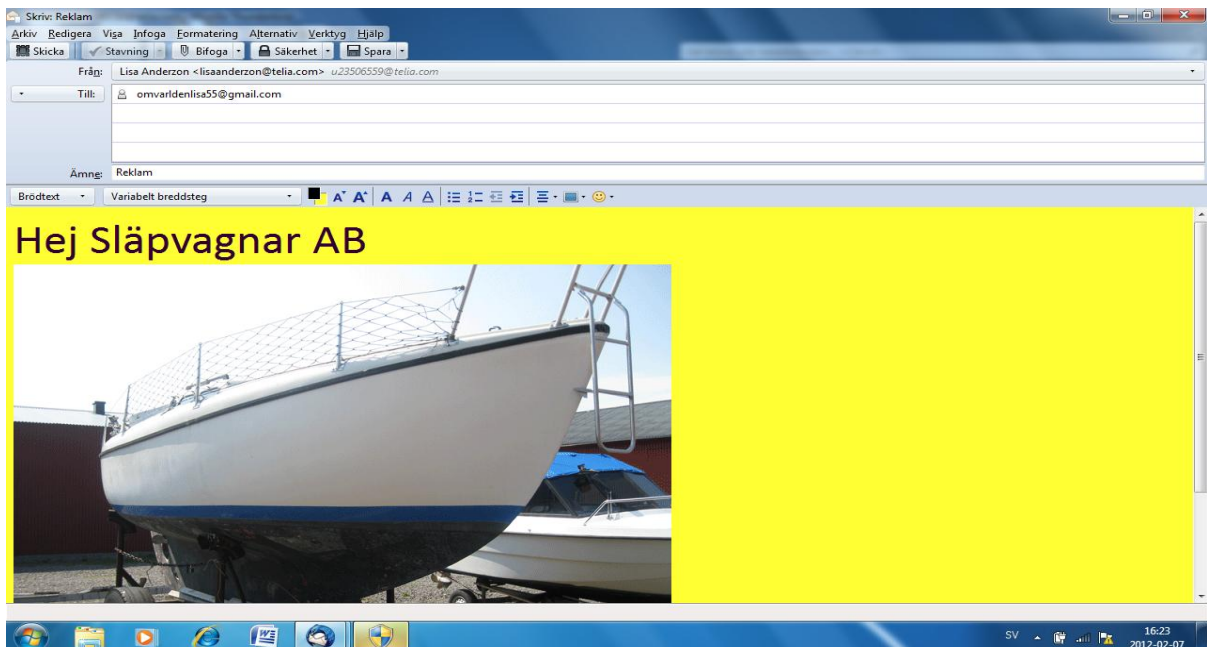 Skriv: Reklam
Arkiv Redigera Visa Infoga Formatering Alternativ Verktyg Hjälp
Skicka Stavning Bifoga Säkerhet Spara
Från: Lisa Anderzon <lisaanderzon@telia.com> u23506559@telia.com
Till: omvarldenlisa55@gmail.com
Ämne: Reklam
Brödtext Variabelt breddsteg
Hej Släpvagnar AB
SV 16:23
2012-02-07